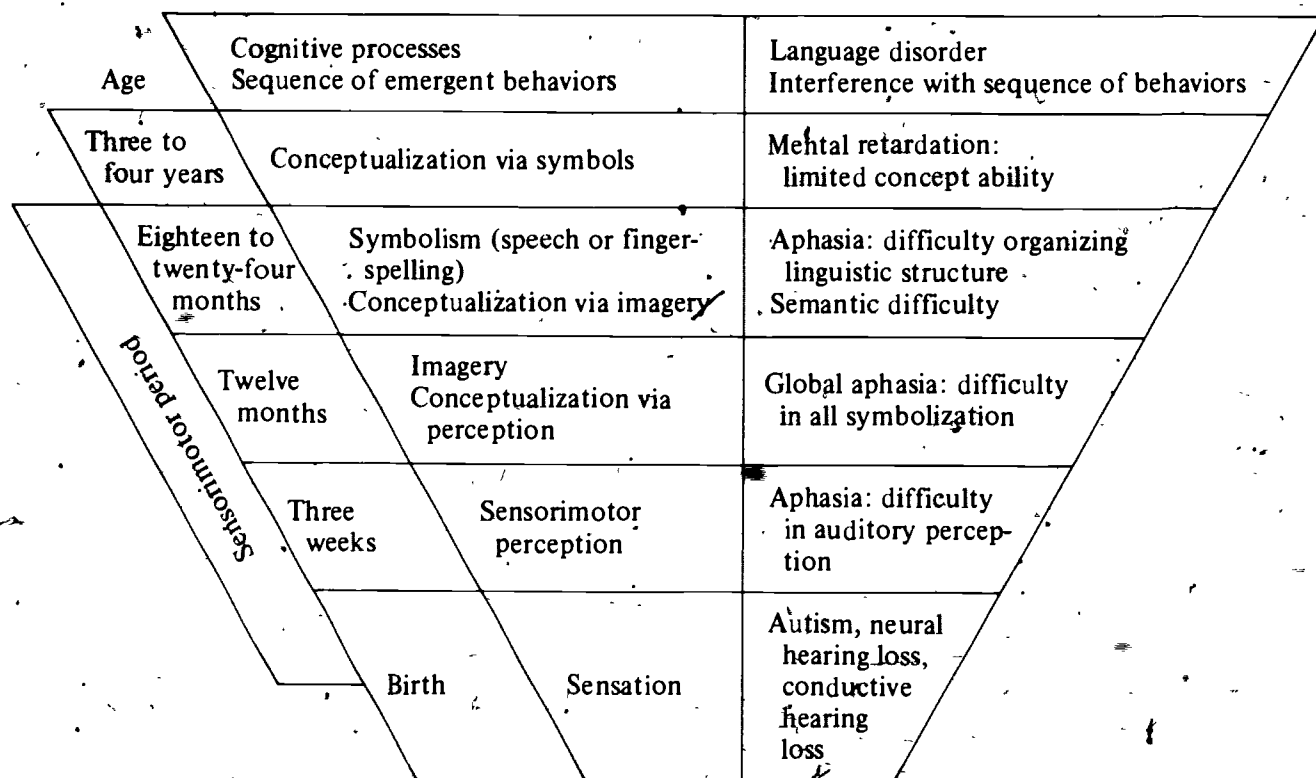 Cognitive processes
Age Sequence of emergent behaviors
Language disorder
Interference with sequence of behaviors
Three to
four years
Conceptualization via symbols
Mental retardation:
limited concept ability
Eighteen to
twenty-four
months
Symbolism (speech or finger-
spelling)
Conceptualization via imagery
Aphasia: difficulty organizing
linguistic structure
Semantic difficulty
Sensorimotor period
Twelve
months
Imagery
Conceptualization via
perception
Global aphasia: difficulty
in all symbolization
Three
weeks
Sensorimotor
perception
Aphasia: difficulty
in auditory percep-
tion
Birth
Sensation
Autism, neural
hearing loss,
conductive
hearing
loss